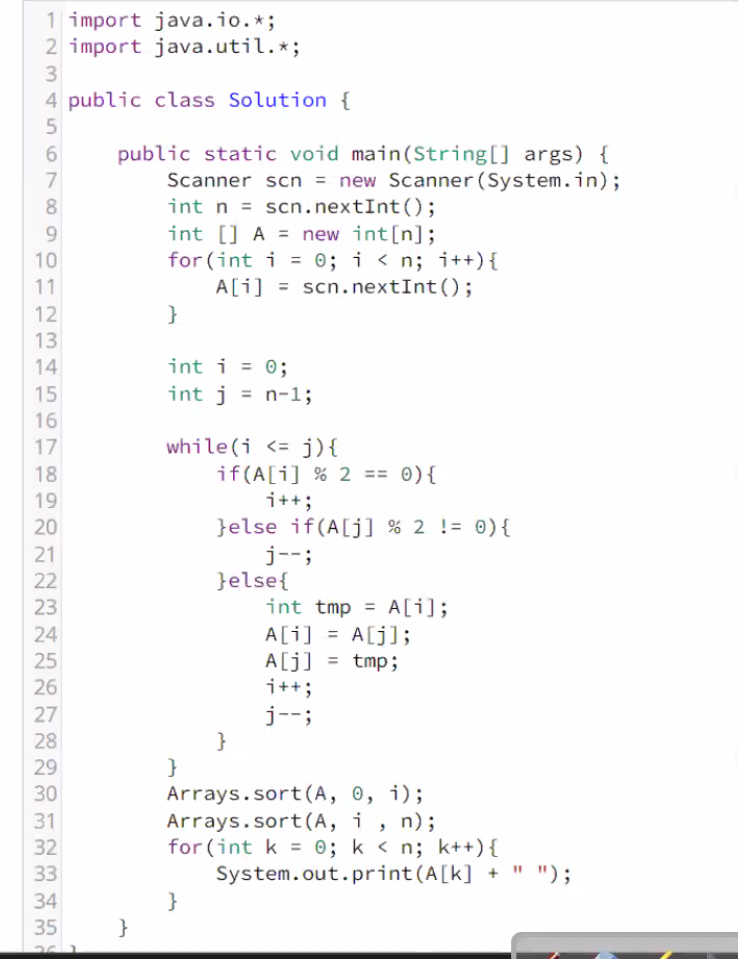 1 import java.io.*;
2 import java.util.*;
3
4 public class Solution {
5
6     public static void main(String[] args) {
7         Scanner scn = new Scanner(System.in);
8         int n = scn.nextInt();
9         int [] A = new int[n];
10         for(int i = 0; i < n; i++){
11             A[i] = scn.nextInt();
12         }
13
14         int i = 0;
15         int j = n-1;
16
17         while(i <= j){
18             if(A[i] % 2 == 0){
19                 i++;
20             }else if(A[j] % 2 != 0){
21                 j--;
22             }else{
23                 int tmp = A[i];
24                 A[i] = A[j];
25                 A[j] = tmp;
26                 i++;
27                 j--;
28             }
29         }
30         Arrays.sort(A, 0, i);
31         Arrays.sort(A, i , n);
32         for(int k = 0; k < n; k++){
33             System.out.print(A[k] + " ");
34         }
35     }